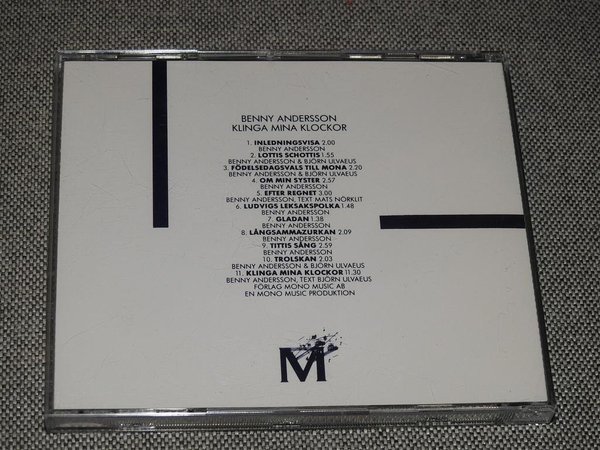 BENNY ANDERSSON
KLINGA MINA KLOCKOR
1. INLEDNINGSVISA 2.00
BENNY ANDERSSON
2. LOTTIS SCHOTTIS 1.55
BENNY ANDERSSON & BJÖRN ULVAEUS
3. FÖDELSEDAGSVALS TILL MONA 2.20
BENNY ANDERSSON & BJÖRN ULVAEUS
4. OM MIN SYSTER 2.57
BENNY ANDERSSON
5. EFTER REGNET 3.00
BENNY ANDERSSON, TEXT MATS NÖRKLIT
6. LUDVIGS LEKSAKSPOLKA 1.48
BENNY ANDERSSON
7. GLADAN 1.38
BENNY ANDERSSON
8. LÅNGSAMMAZURKAN 2.09
BENNY ANDERSSON
9. TITTIS SÅNG 2.59
BENNY ANDERSSON
10. TROLSKAN 2.03
BENNY ANDERSSON & BJÖRN ULVAEUS
11. KLINGA MINA KLOCKOR 11.30
BENNY ANDERSSON, TEXT BJÖRN ULVAEUS
FÖRLAG MONO MUSIC AB
EN MONO MUSIC PRODUKTION
M